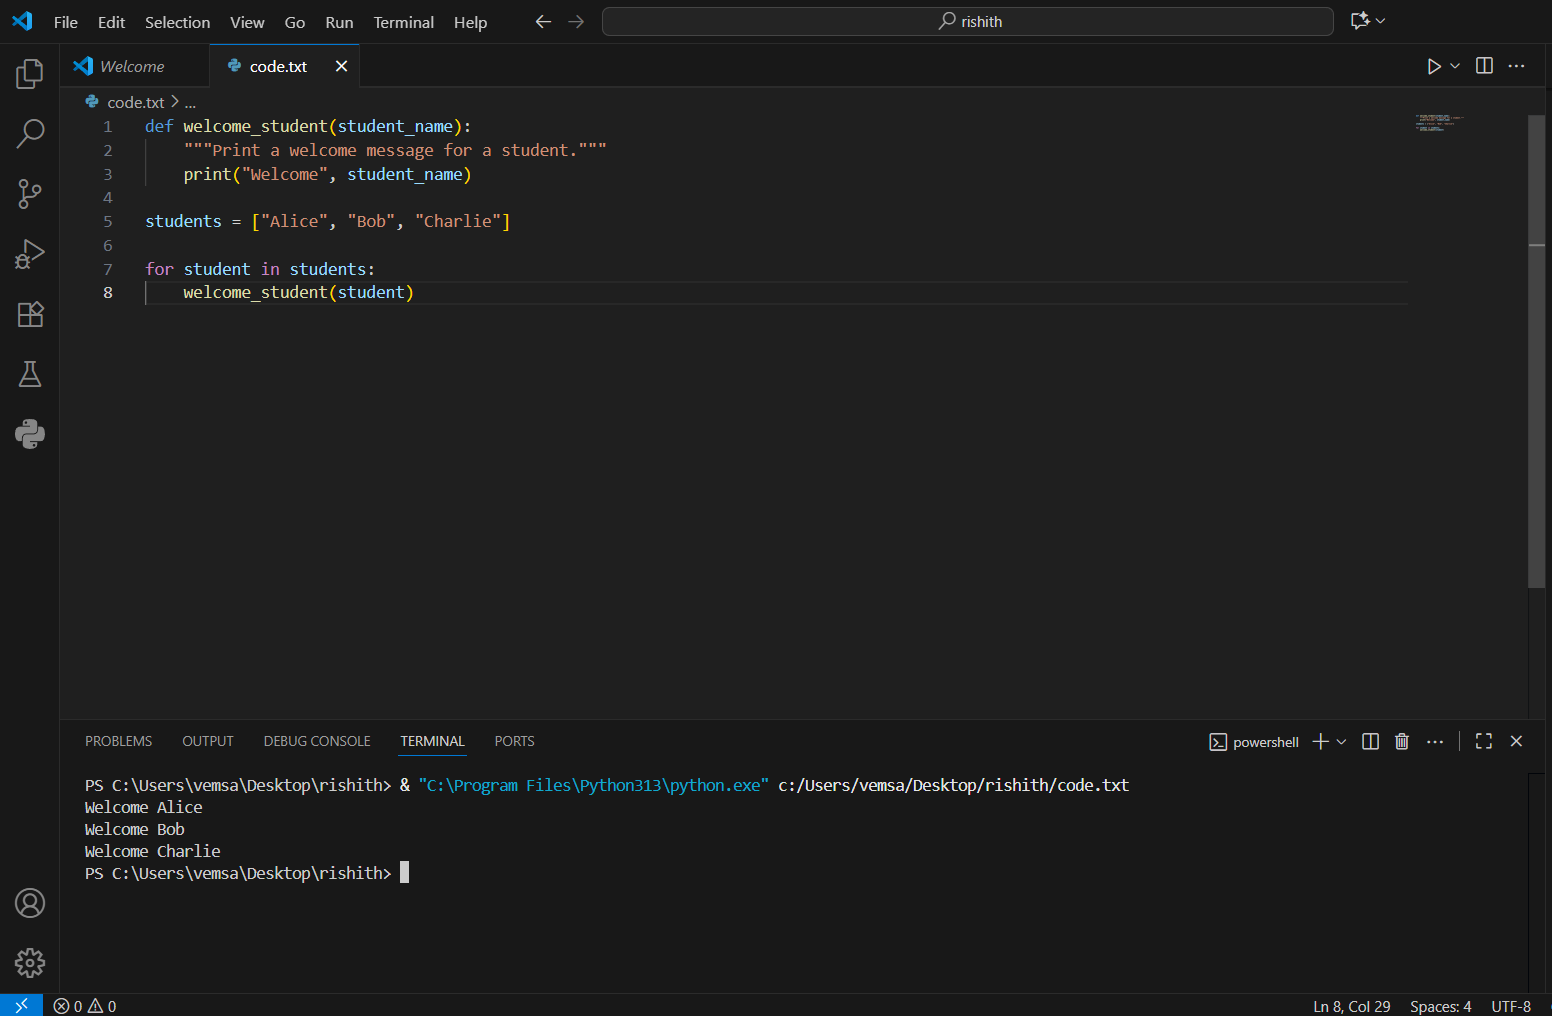 File Edit Selection View Go Run Terminal Help rishith
Welcome code.txt
code.txt > ...
1 def welcome_student(student_name):
2     """Print a welcome message for a student."""
3     print("Welcome", student_name)
4
5 students = ["Alice", "Bob", "Charlie"]
6
7 for student in students:
8     welcome_student(student)
PROBLEMS OUTPUT DEBUG CONSOLE TERMINAL PORTS powershell
PS C:\Users\vemsa\Desktop\rishith> & "C:\Program Files\Python313\python.exe" c:/Users/vemsa/Desktop/rishith/code.txt
Welcome Alice
Welcome Bob
Welcome Charlie
PS C:\Users\vemsa\Desktop\rishith>
0 0 Ln 8, Col 29 Spaces: 4 UTF-8